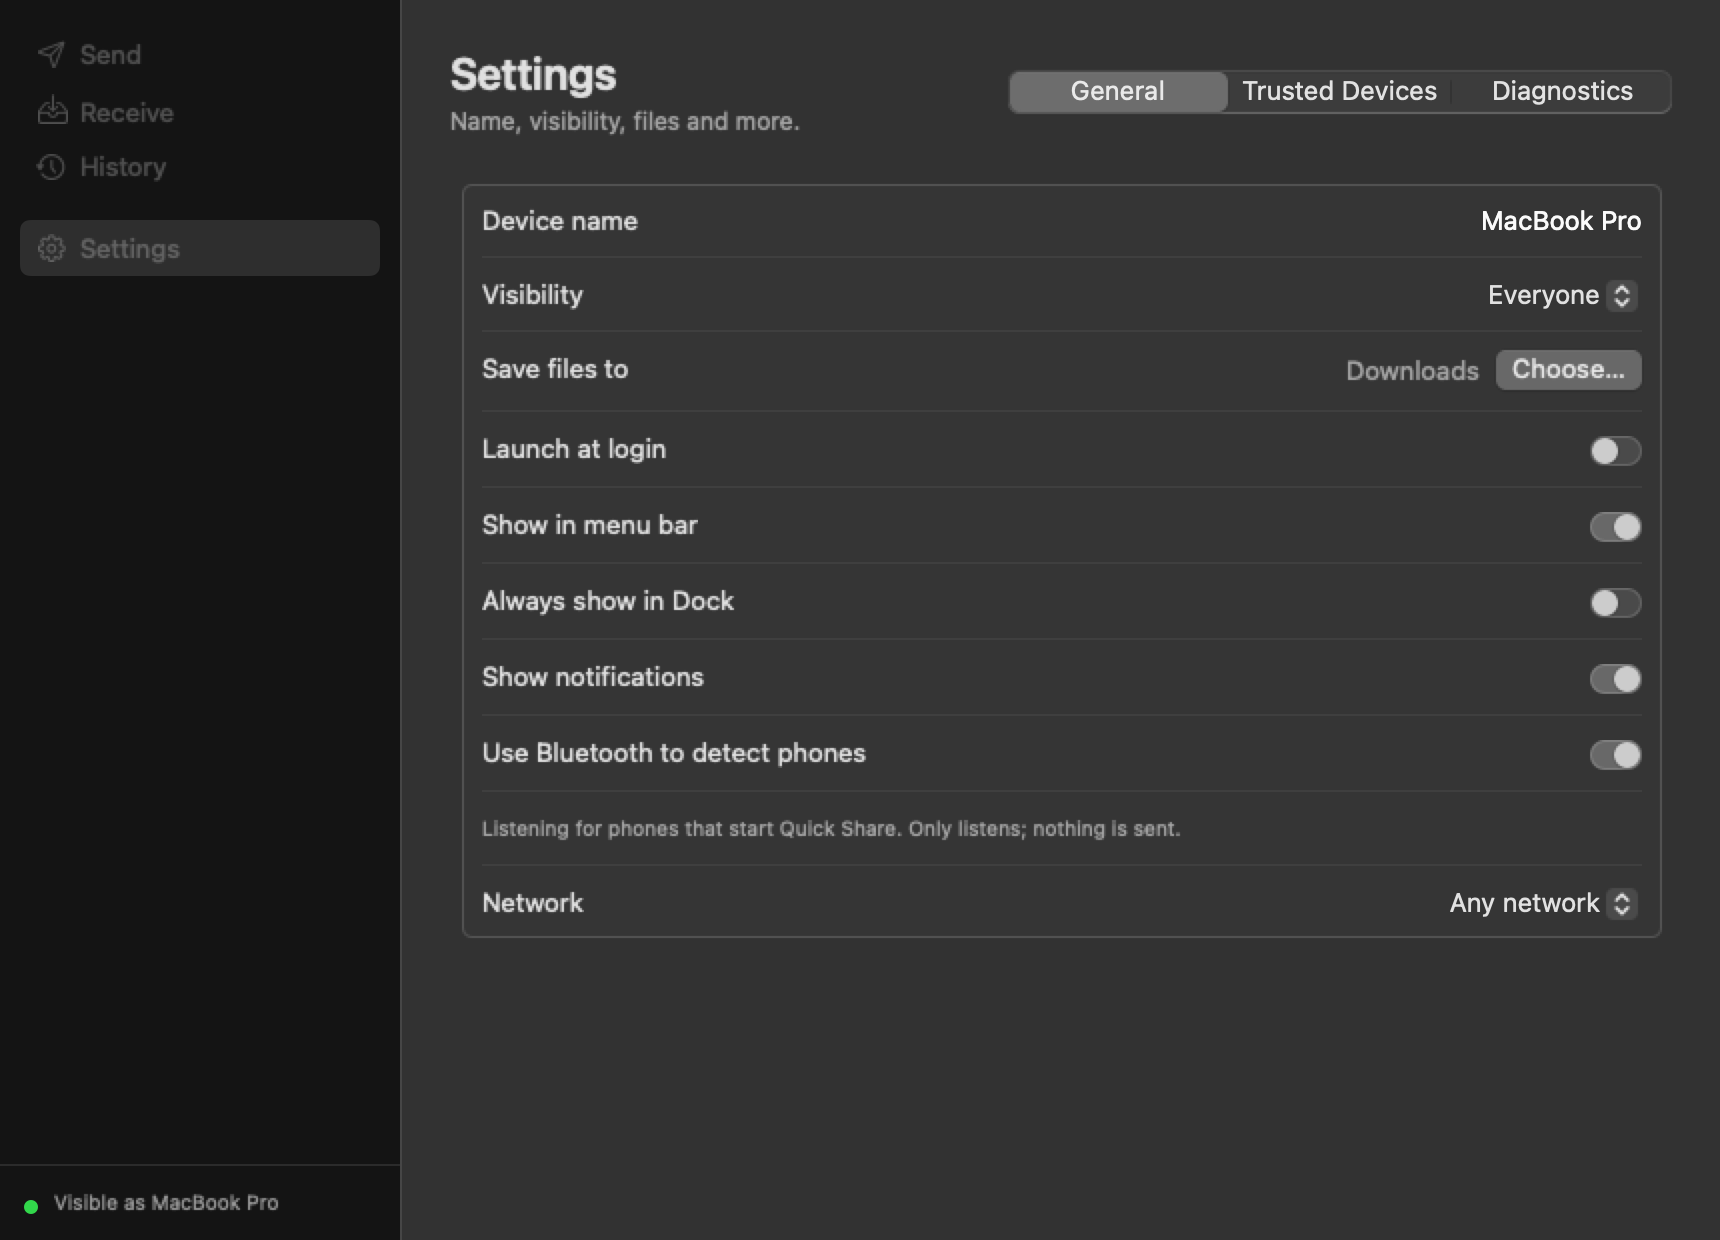 Send
Receive
History
Settings
Visible as MacBook Pro
Settings
Name, visibility, files and more.
General Trusted Devices Diagnostics
Device name MacBook Pro
Visibility Everyone
Save files to Downloads Choose...
Launch at login
Show in menu bar
Always show in Dock
Show notifications
Use Bluetooth to detect phones
Listening for phones that start Quick Share. Only listens; nothing is sent.
Network Any network